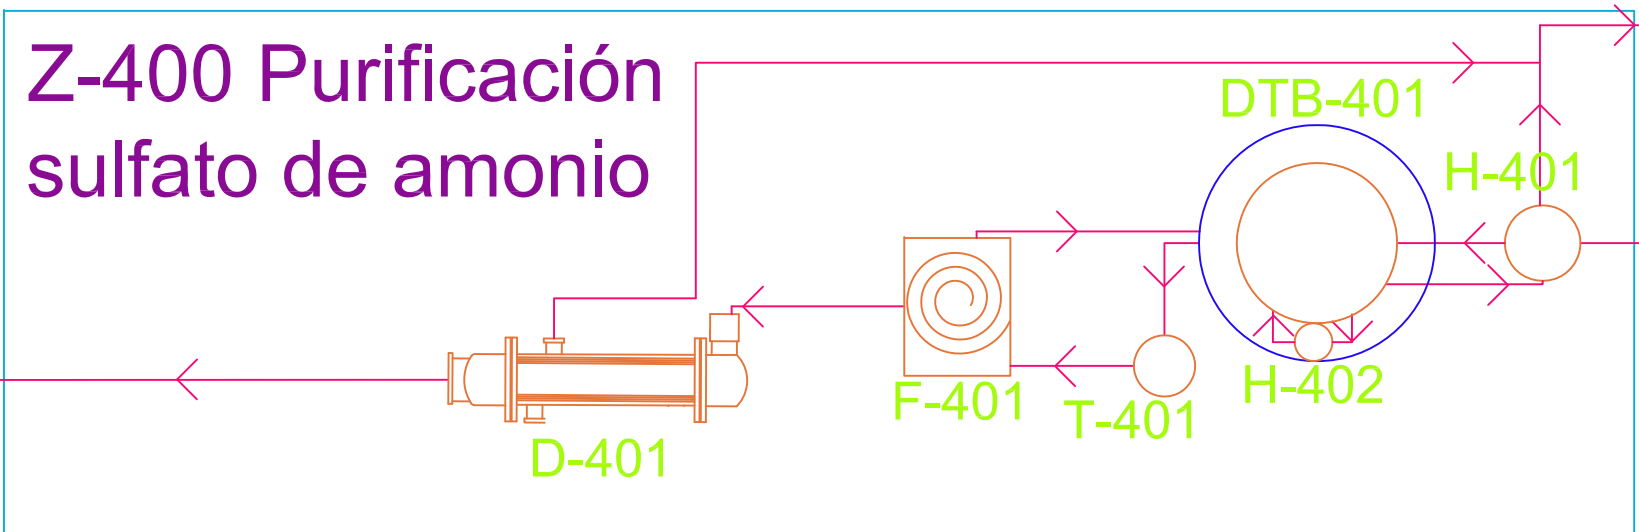 Z-400 Purificación
sulfato de amonio
DTB-401
H-401
H-402
F-401
T-401
D-401